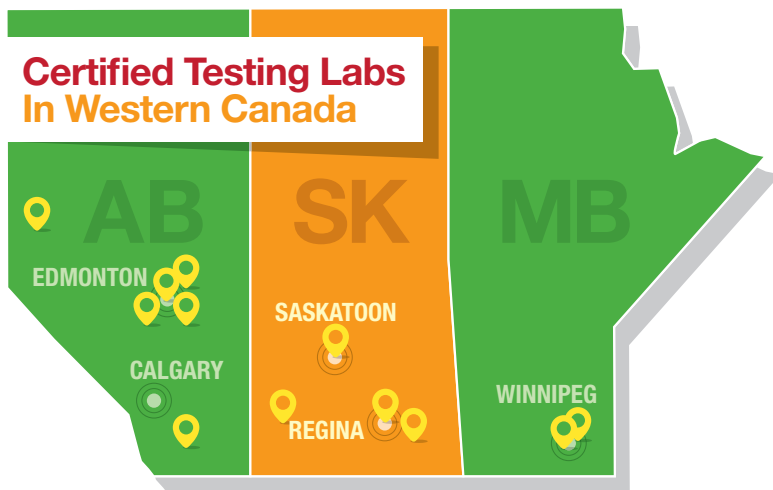 Certified Testing Labs
In Western Canada
AB
SK
MB
EDMONTON
SASKATOON
CALGARY
WINNIPEG
REGINA